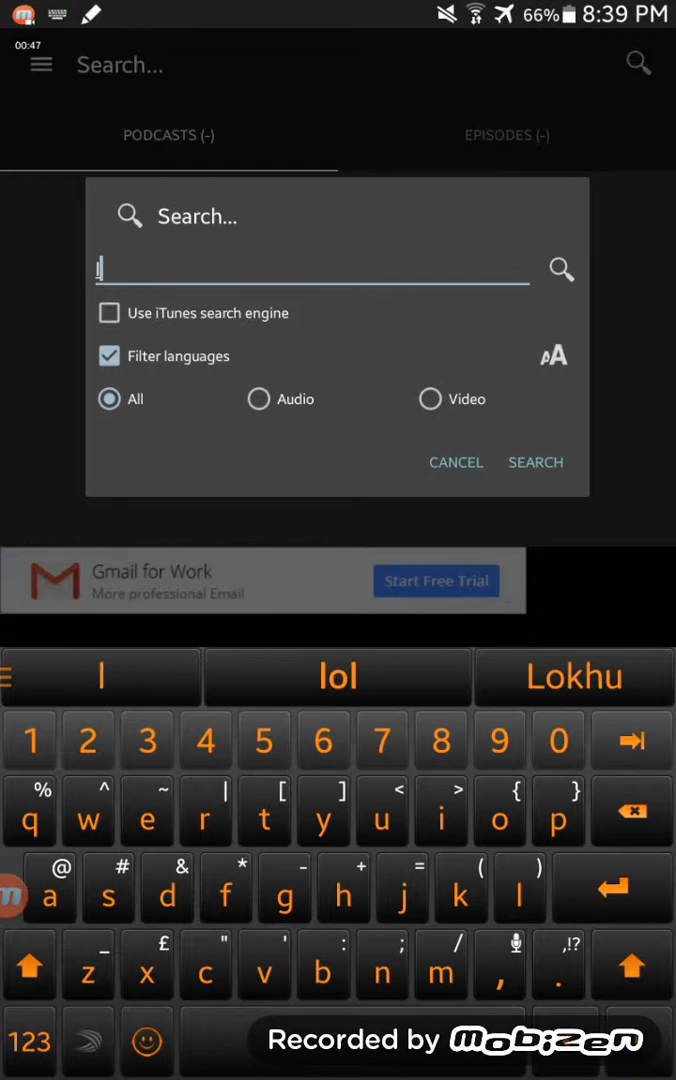 66% 8:39 PM
00:47
Search...
PODCASTS (-) EPISODES (-)
Search...
l
Use iTunes search engine
Filter languages AA
All Audio Video
CANCEL SEARCH
Gmail for Work
More professional Email
Start Free Trial
l lol Lokhu
1 2 3 4 5 6 7 8 9 0
% ^ ~ | [ ] < > { }
q w e r t y u i o p
@ # & * - + = ( )
a s d f g h j k l
_ £ " ' : ; / ,!?
z x c v b n m , .
123
Recorded by Mobizen